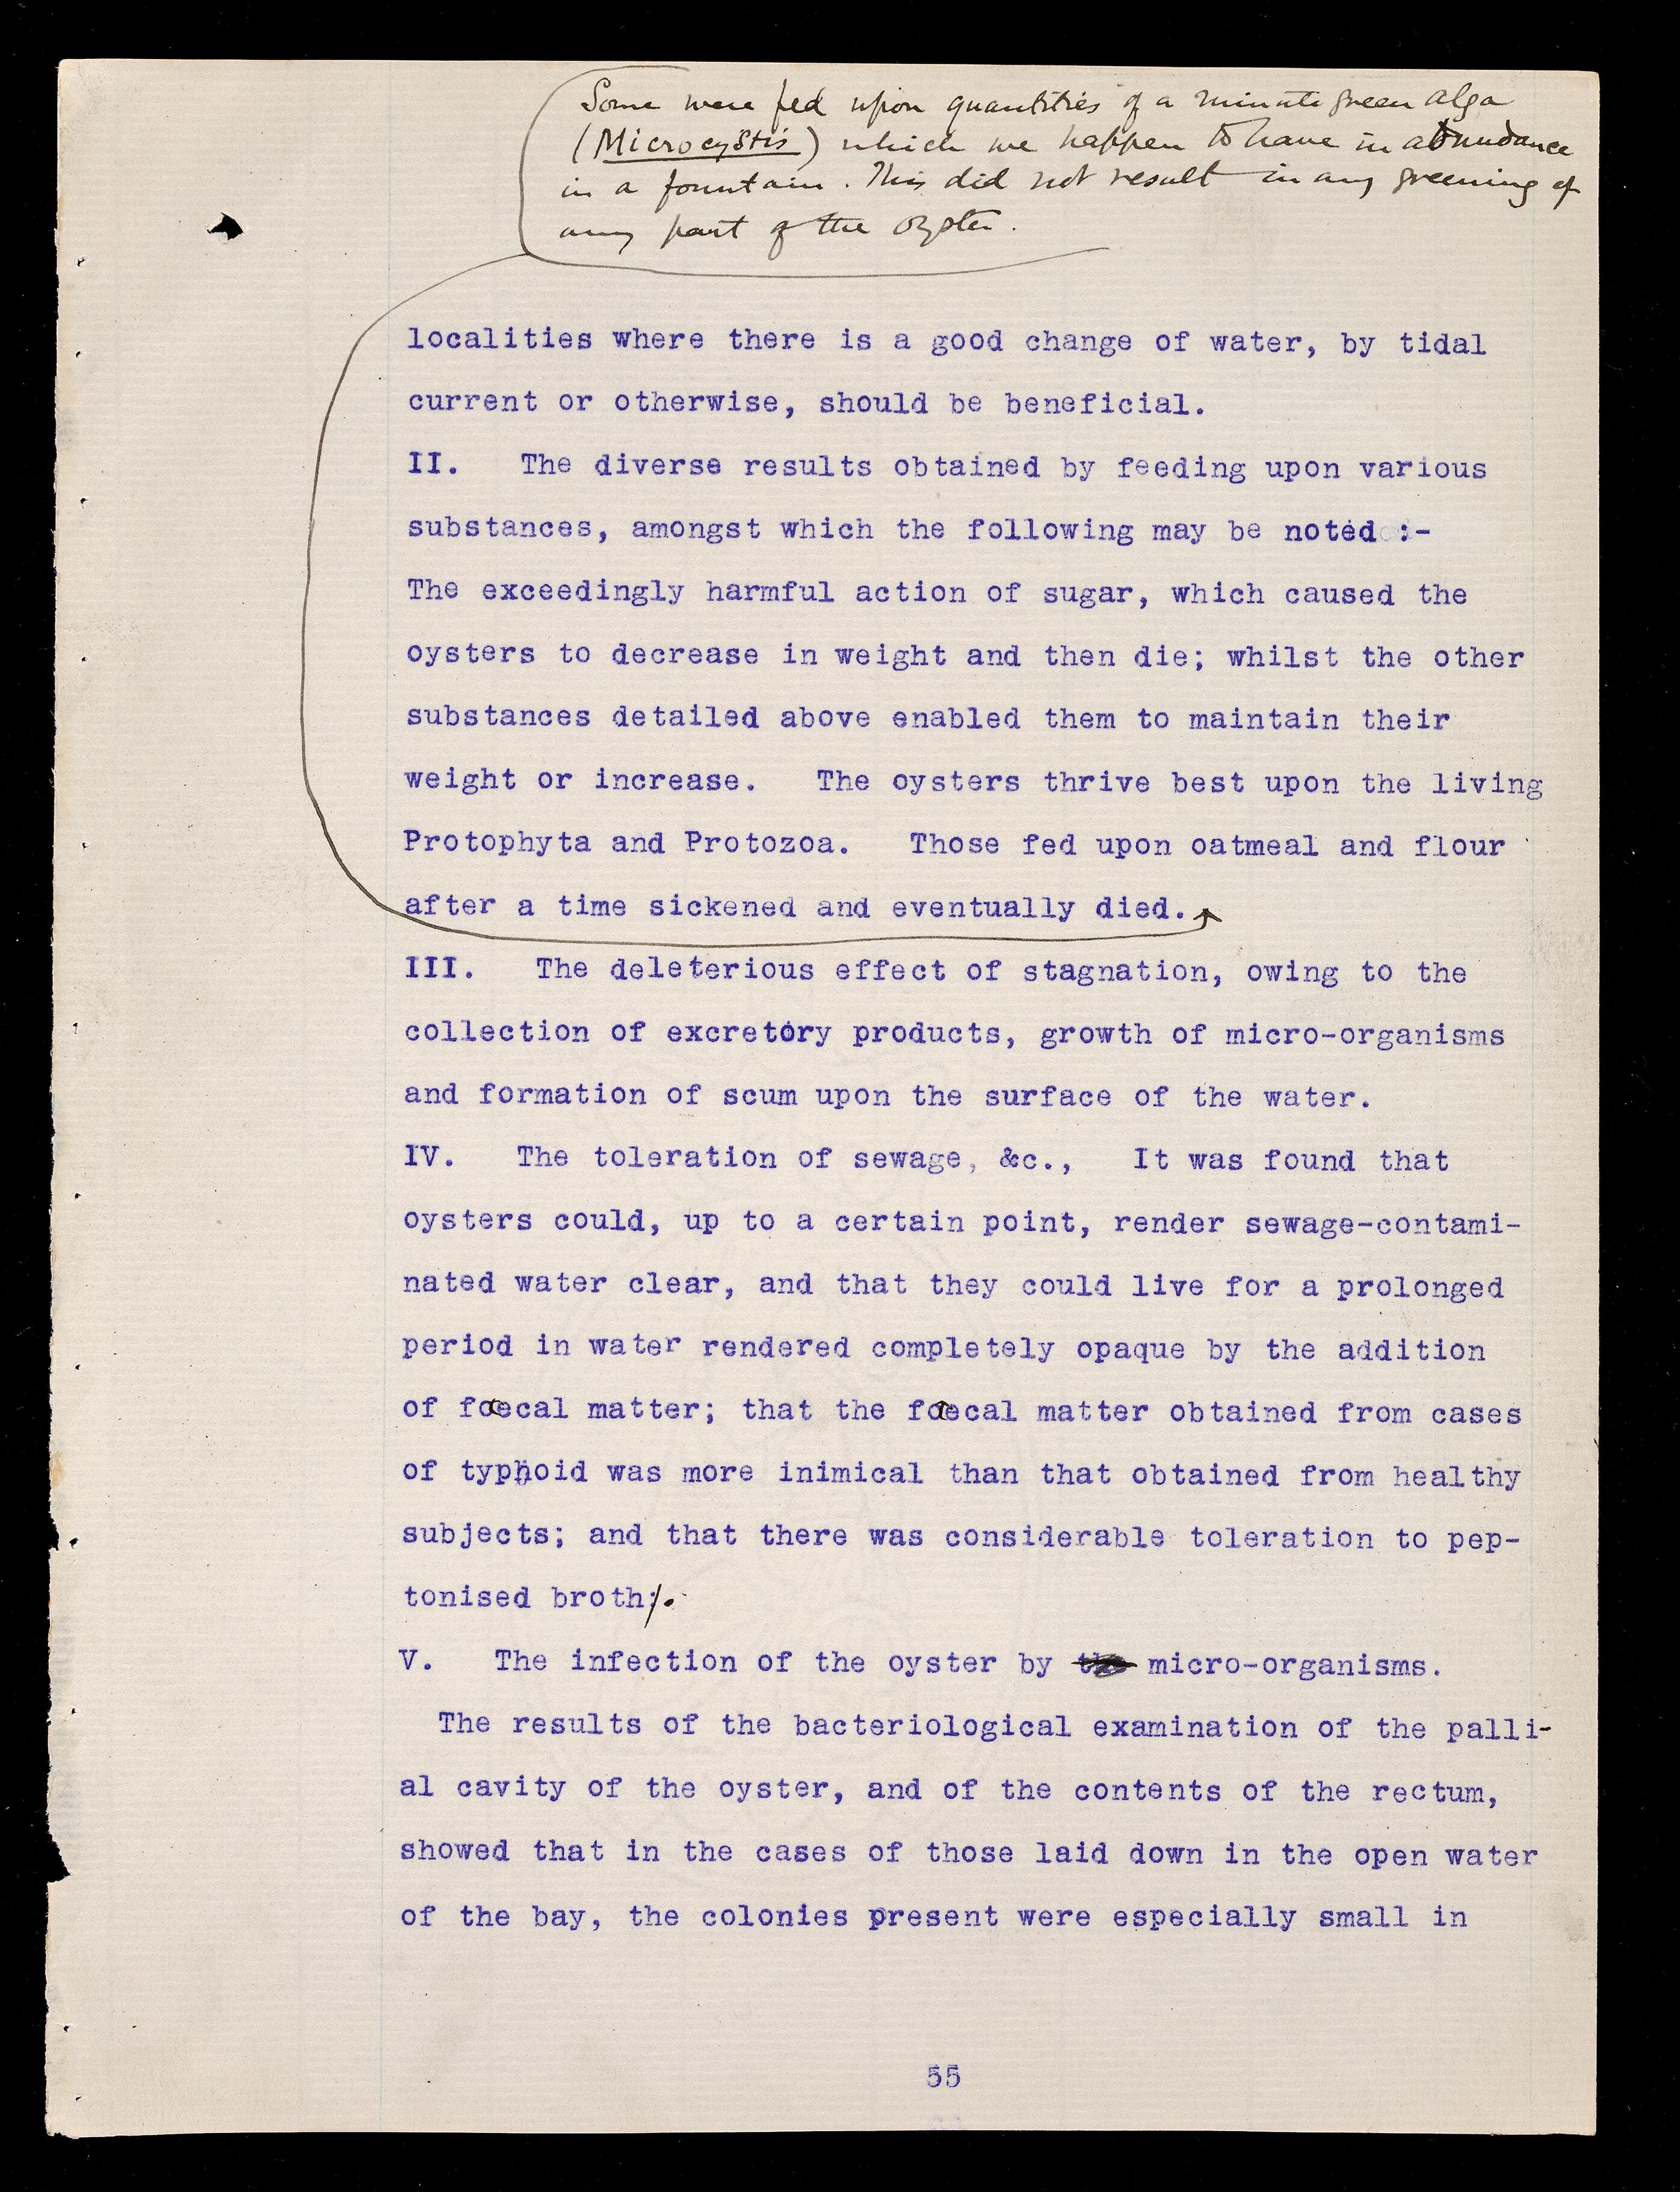 Some were fed upon quantities of a minute green alga
(Microcystis) which we happen to have in abundance
in a fountain. This did not result in any greening of
any part of the oyster.
localities where there is a good change of water, by tidal
current or otherwise, should be beneficial.
II. The diverse results obtained by feeding upon various
substances, amongst which the following may be noted :-
The exceedingly harmful action of sugar, which caused the
oysters to decrease in weight and then die; whilst the other
substances detailed above enabled them to maintain their
weight or increase. The oysters thrive best upon the living
Protophyta and Protozoa. Those fed upon oatmeal and flour
after a time sickened and eventually died.
III. The deleterious effect of stagnation, owing to the
collection of excretory products, growth of micro-organisms
and formation of scum upon the surface of the water.
IV. The toleration of sewage, &c., It was found that
oysters could, up to a certain point, render sewage-contami-
nated water clear, and that they could live for a prolonged
period in water rendered completely opaque by the addition
of fæcal matter; that the fæcal matter obtained from cases
of typhoid was more inimical than that obtained from healthy
subjects; and that there was considerable toleration to pep-
tonised broth.
V. The infection of the oyster by the micro-organisms.
The results of the bacteriological examination of the palli-
al cavity of the oyster, and of the contents of the rectum,
showed that in the cases of those laid down in the open water
of the bay, the colonies present were especially small in
55